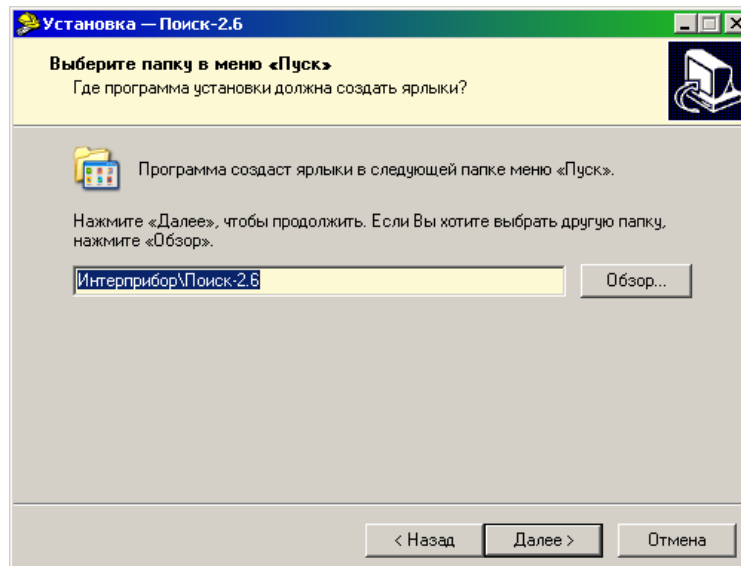 Установка — Поиск-2.6
Выберите папку в меню «Пуск»
Где программа установки должна создать ярлыки?
Программа создаст ярлыки в следующей папке меню «Пуск».
Нажмите «Далее», чтобы продолжить. Если Вы хотите выбрать другую папку,
нажмите «Обзор».
Интерприбор\Поиск-2.6
Обзор...
< Назад
Далее >
Отмена